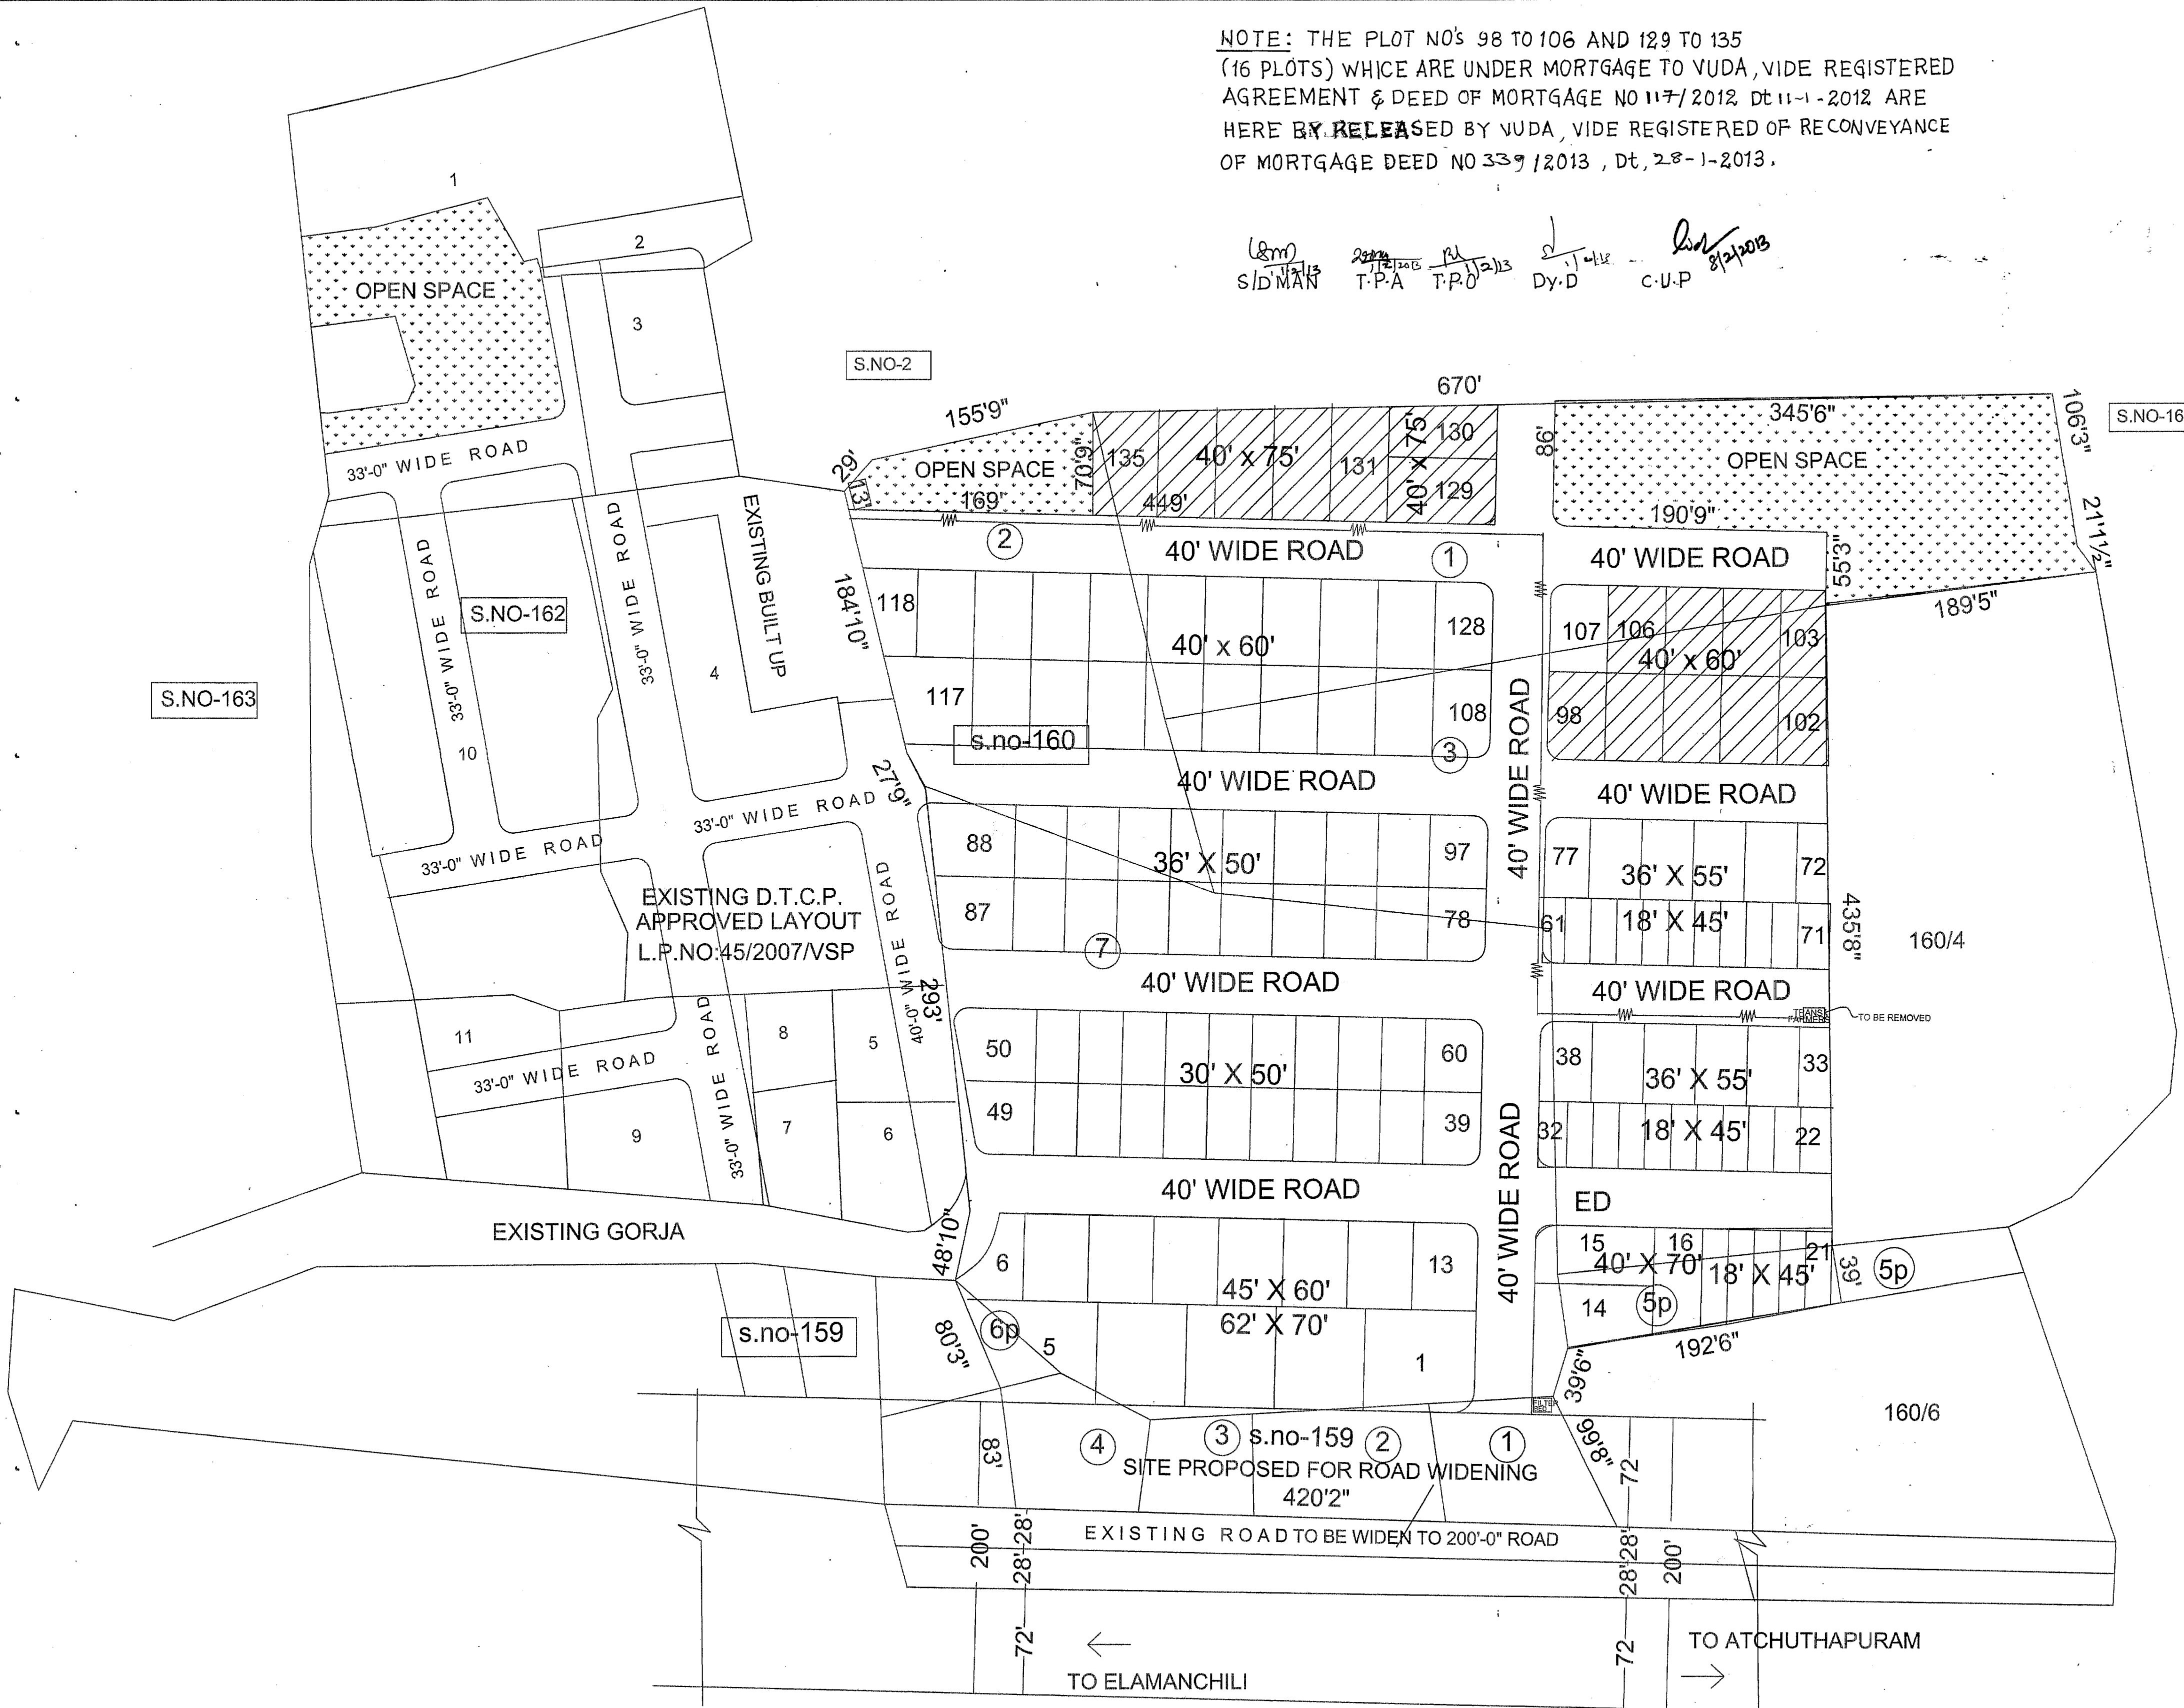 NOTE: THE PLOT NO'S 98 TO 106 AND 129 TO 135
(16 PLOTS) WHICE ARE UNDER MORTGAGE TO VUDA, VIDE REGISTERED
AGREEMENT & DEED OF MORTGAGE NO 117/2012 Dt 11-1-2012 ARE
HERE BY RELEASED BY VUDA, VIDE REGISTERED OF RECONVEYANCE
OF MORTGAGE DEED NO 339/2013, Dt, 28-1-2013.
8/2/2013
S/D'MAN T.P.A T.P.O Dy.D C.U.P
1
2
OPEN SPACE
3
S.NO-2
670'
155'9"
345'6"
106'3"
S.NO-16
40' x 75'
130
86'
OPEN SPACE
33'-0" WIDE ROAD
29'
13'
OPEN SPACE
70'9"
135
40' x 75'
131
129
169'
449'
190'9"
21'1½"
EXISTING BUILT UP
33'-0" WIDE ROAD
33'-0" WIDE ROAD
2
40' WIDE ROAD
1
40' WIDE ROAD
55'3"
S.NO-162
184'10"
118
128
107
106
103
189'5"
40' x 60'
40' x 60'
4
S.NO-163
117
108
98
102
10
s.no-160
3
40' WIDE ROAD
27'9"
40' WIDE ROAD
40' WIDE ROAD
33'-0" WIDE ROAD
33'-0" WIDE ROAD
88
36' X 50'
97
77
36' X 55'
72
EXISTING D.T.C.P.
APPROVED LAYOUT
L.P.NO:45/2007/VSP
40'-0" WIDE ROAD
87
78
61
18' X 45'
71
435'8"
160/4
7
293'
40' WIDE ROAD
40' WIDE ROAD
TRANS
FARMERS
TO BE REMOVED
11
33'-0" WIDE ROAD
33'-0" WIDE ROAD
8
5
50
30' X 50'
60
38
36' X 55'
33
49
39
32
18' X 45'
22
9
7
6
40' WIDE ROAD
40' WIDE ROAD
ED
EXISTING GORJA
48'10"
6
13
15
16
21
45' X 60'
40' X 70'
18' X 45'
39'
5p
62' X 70'
14
5p
s.no-159
80'3"
6p
5
1
192'6"
39'6"
FILTER
BED
160/6
83'
4
3
s.no-159
2
1
99'8"
72
SITE PROPOSED FOR ROAD WIDENING
420'2"
200'
28'
28'
EXISTING ROAD TO BE WIDEN TO 200'-0" ROAD
28'
28'
200'
72'
72
TO ATCHUTHAPURAM
TO ELAMANCHILI